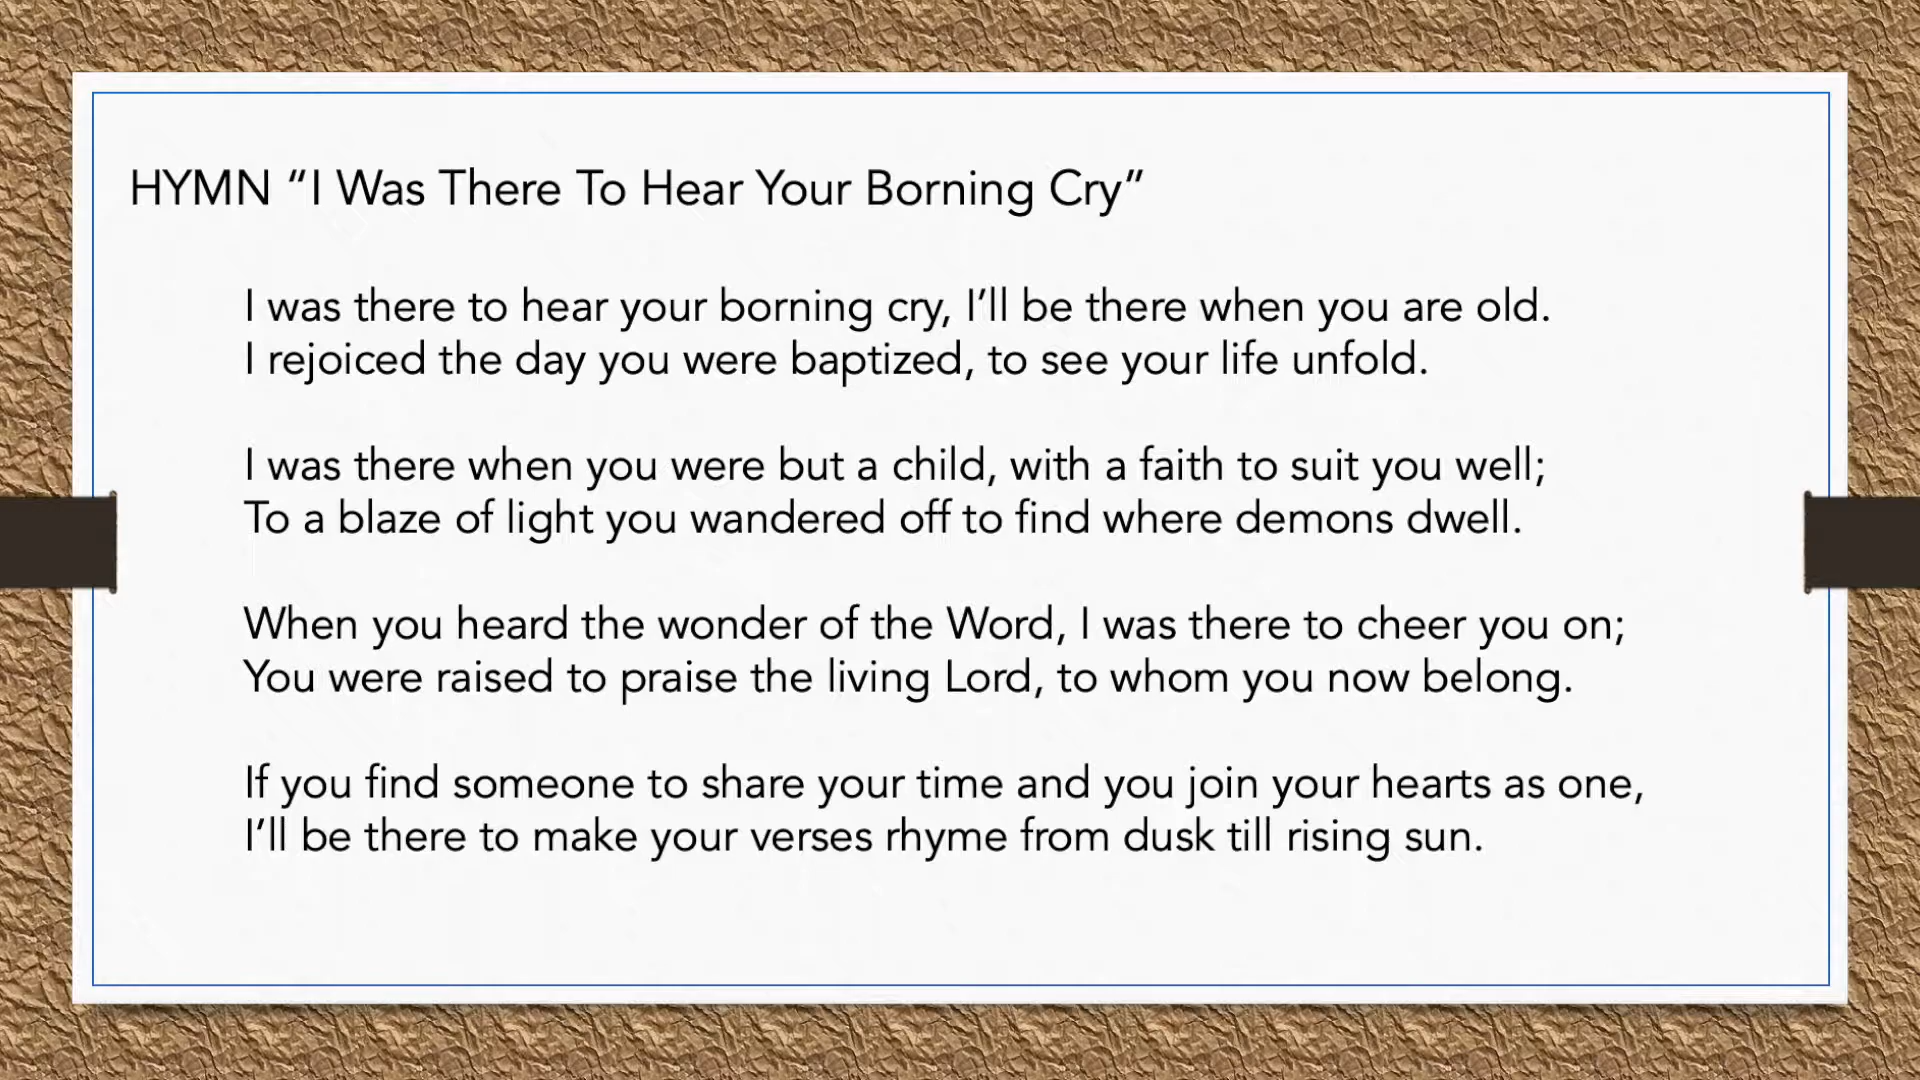 HYMN “I Was There To Hear Your Borning Cry”
I was there to hear your borning cry, I’ll be there when you are old.
I rejoiced the day you were baptized, to see your life unfold.
I was there when you were but a child, with a faith to suit you well;
To a blaze of light you wandered off to find where demons dwell.
When you heard the wonder of the Word, I was there to cheer you on;
You were raised to praise the living Lord, to whom you now belong.
If you find someone to share your time and you join your hearts as one,
I’ll be there to make your verses rhyme from dusk till rising sun.